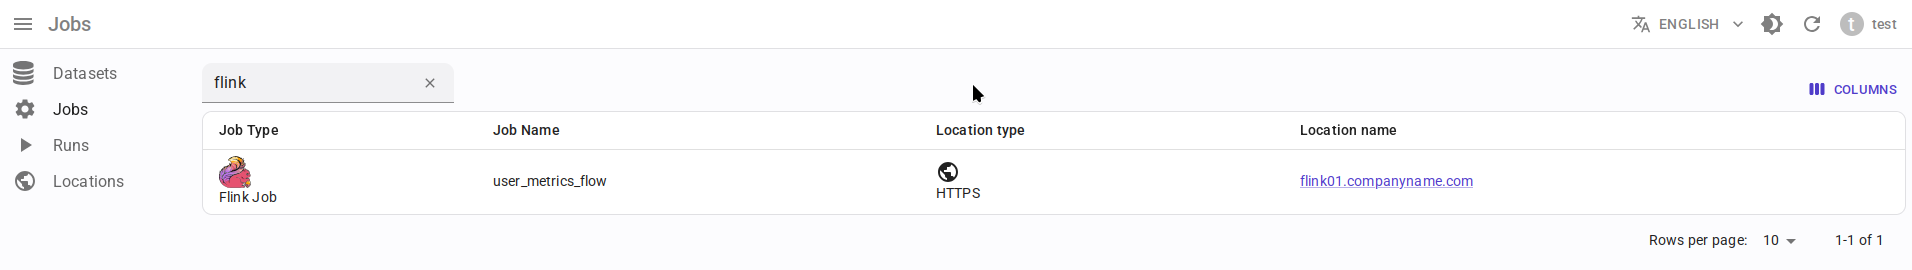 Jobs
ENGLISH
t
test
Datasets
Jobs
Runs
Locations
flink
COLUMNS
Job Type Job Name Location type Location name
Flink Job user_metrics_flow HTTPS flink01.companyname.com
Rows per page: 10 1-1 of 1